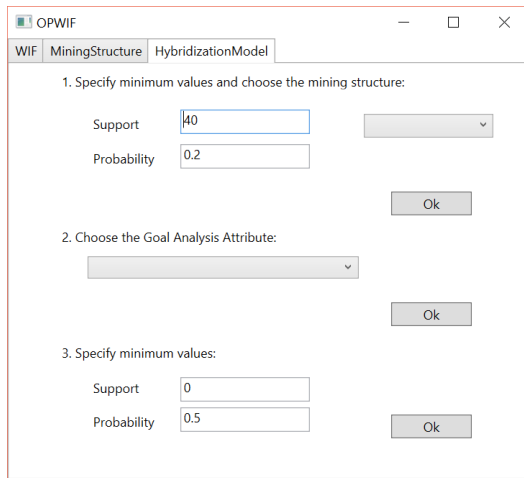 OPWIF
WIF MiningStructure HybridizationModel
1. Specify minimum values and choose the mining structure:
Support 40
Probability 0.2
Ok
2. Choose the Goal Analysis Attribute:
Ok
3. Specify minimum values:
Support 0
Probability 0.5
Ok